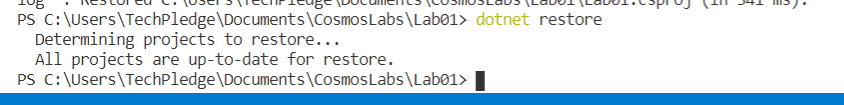 log : Restored C:\Users\TechPledge\Documents\CosmosLabs\Lab01\Lab01.csproj (in 341 ms).
PS C:\Users\TechPledge\Documents\CosmosLabs\Lab01> dotnet restore
  Determining projects to restore...
  All projects are up-to-date for restore.
PS C:\Users\TechPledge\Documents\CosmosLabs\Lab01>